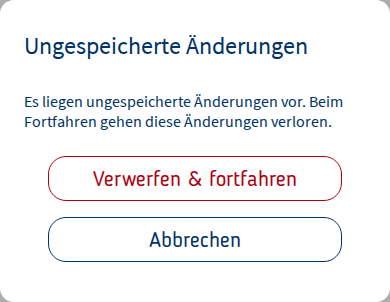 Ungespeicherte Änderungen
Es liegen ungespeicherte Änderungen vor. Beim
Fortfahren gehen diese Änderungen verloren.
Verwerfen & fortfahren
Abbrechen